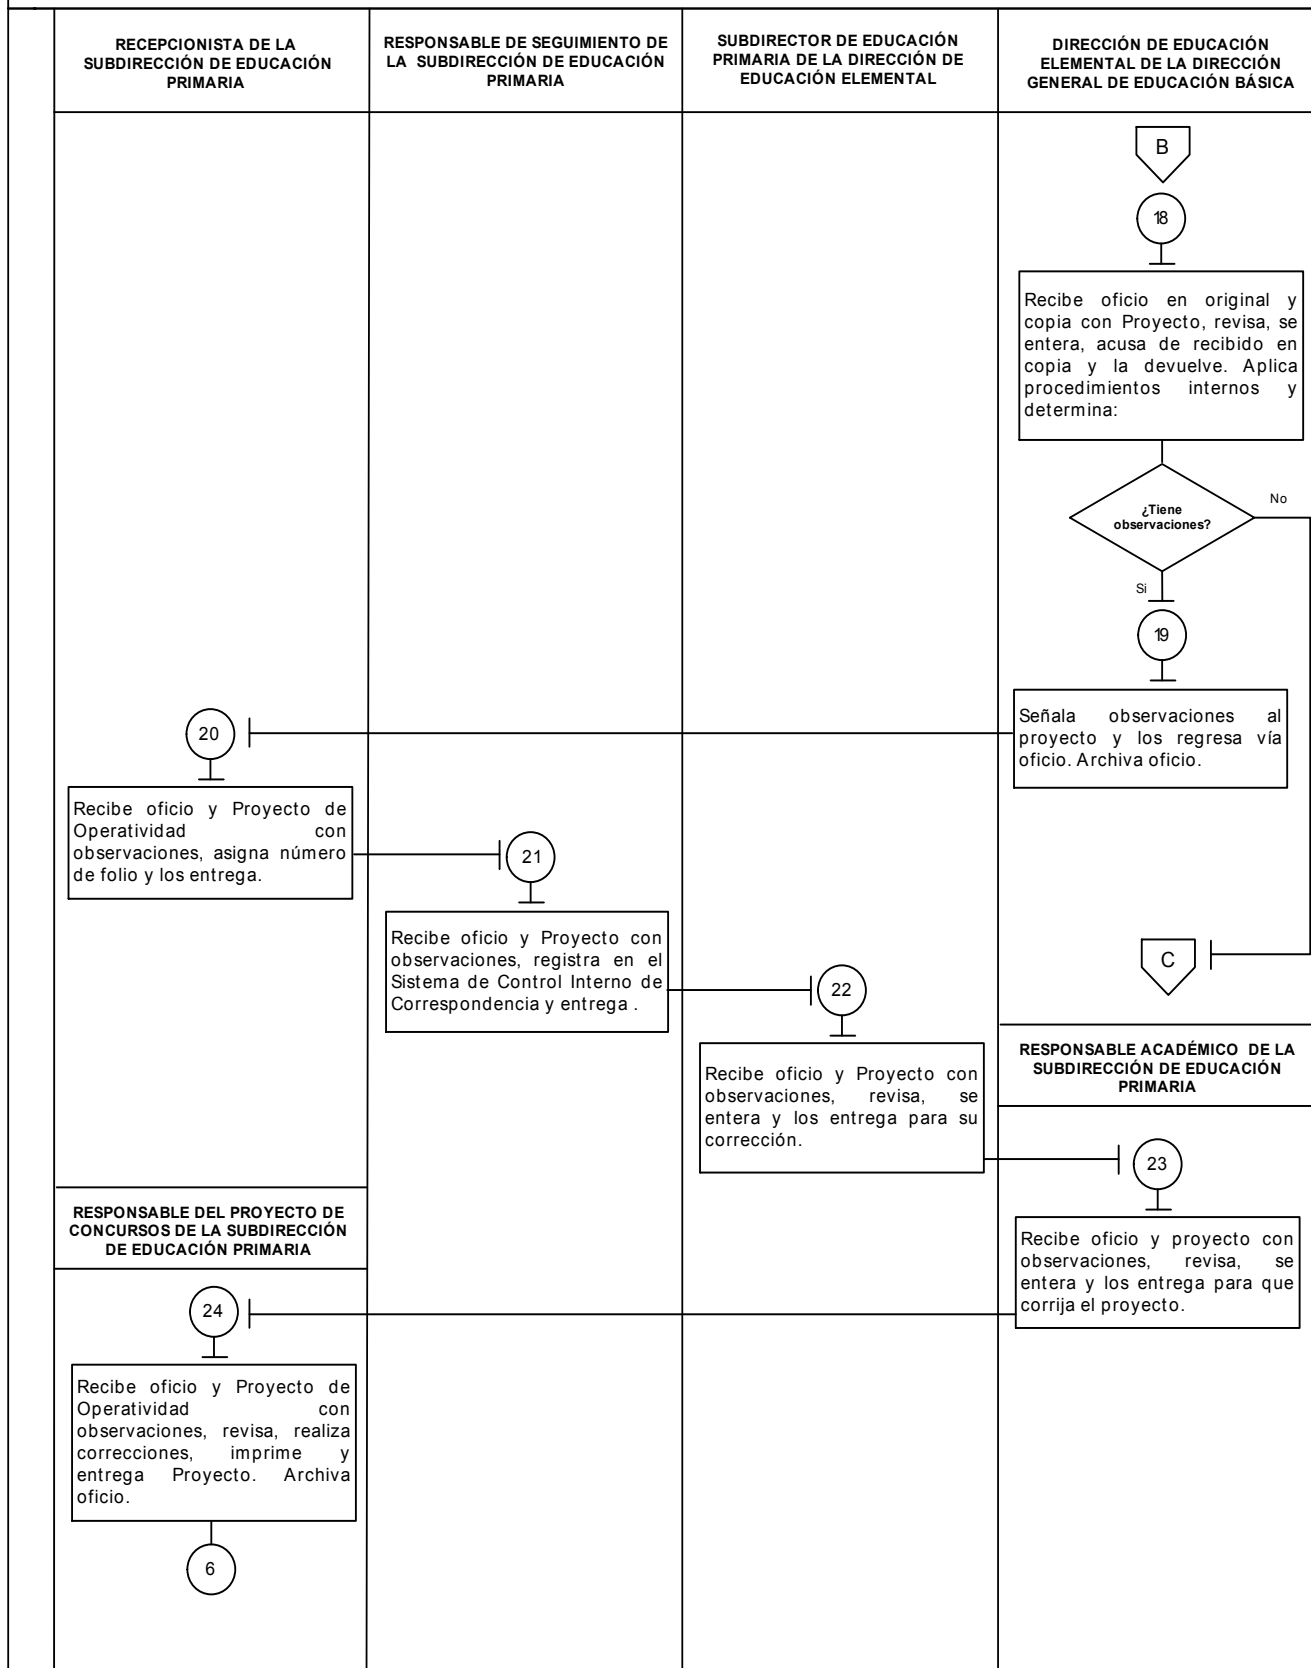 RECEPCIONISTA DE LA
SUBDIRECCIÓN DE EDUCACIÓN
PRIMARIA
RESPONSABLE DE SEGUIMIENTO DE
LA SUBDIRECCIÓN DE EDUCACIÓN
PRIMARIA
SUBDIRECTOR DE EDUCACIÓN
PRIMARIA DE LA DIRECCIÓN DE
EDUCACIÓN ELEMENTAL
DIRECCIÓN DE EDUCACIÓN
ELEMENTAL DE LA DIRECCIÓN
GENERAL DE EDUCACIÓN BÁSICA
B
18
Recibe oficio en original y
copia con Proyecto, revisa, se
entera, acusa de recibido en
copia y la devuelve. Aplica
procedimientos internos y
determina:
¿Tiene
observaciones?
No
Si
19
Señala observaciones al
proyecto y los regresa vía
oficio. Archiva oficio.
20
Recibe oficio y Proyecto de
Operatividad con
observaciones, asigna número
de folio y los entrega.
21
Recibe oficio y Proyecto con
observaciones, registra en el
Sistema de Control Interno de
Correspondencia y entrega .
22
Recibe oficio y Proyecto con
observaciones, revisa, se
entera y los entrega para su
corrección.
C
RESPONSABLE ACADÉMICO DE LA
SUBDIRECCIÓN DE EDUCACIÓN
PRIMARIA
23
Recibe oficio y proyecto con
observaciones, revisa, se
entera y los entrega para que
corrija el proyecto.
RESPONSABLE DEL PROYECTO DE
CONCURSOS DE LA SUBDIRECCIÓN
DE EDUCACIÓN PRIMARIA
24
Recibe oficio y Proyecto de
Operatividad con
observaciones, revisa, realiza
correcciones, imprime y
entrega Proyecto. Archiva
oficio.
6